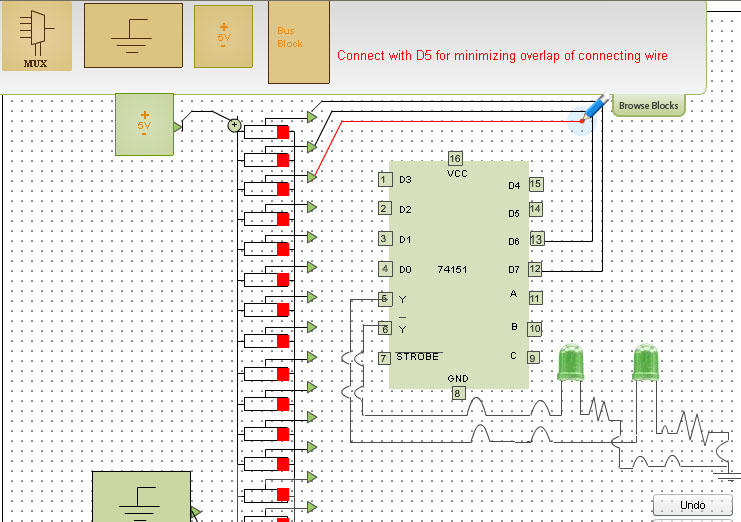 MUX
+
5V
-
Bus
Block
Connect with D5 for minimizing overlap of connecting wire
Browse Blocks
+
5V
-
+
16
VCC
1 D3 D4 15
2 D2 D5 14
3 D1 D6 13
4 D0 74151 D7 12
5 Y A 11
6 Y B 10
7 STROBE C 9
GND
8
Undo